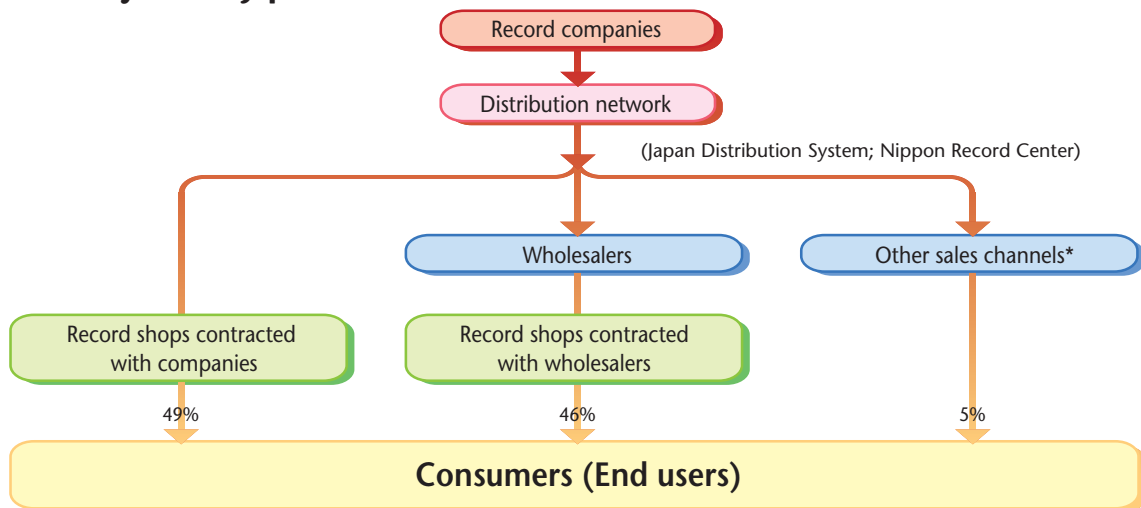 Record companies
Distribution network
(Japan Distribution System; Nippon Record Center)
Wholesalers
Other sales channels*
Record shops contracted
with companies
Record shops contracted
with wholesalers
49%
46%
5%
Consumers (End users)